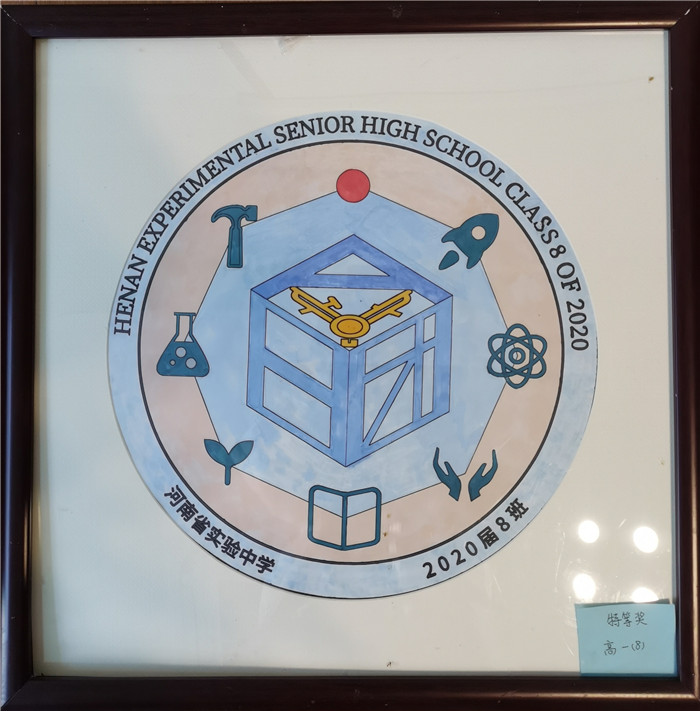 HENAN EXPERIMENTAL SENIOR HIGH SCHOOL CLASS 8 OF 2020
河南省实验中学
2020届8班
特等奖
高一(8)